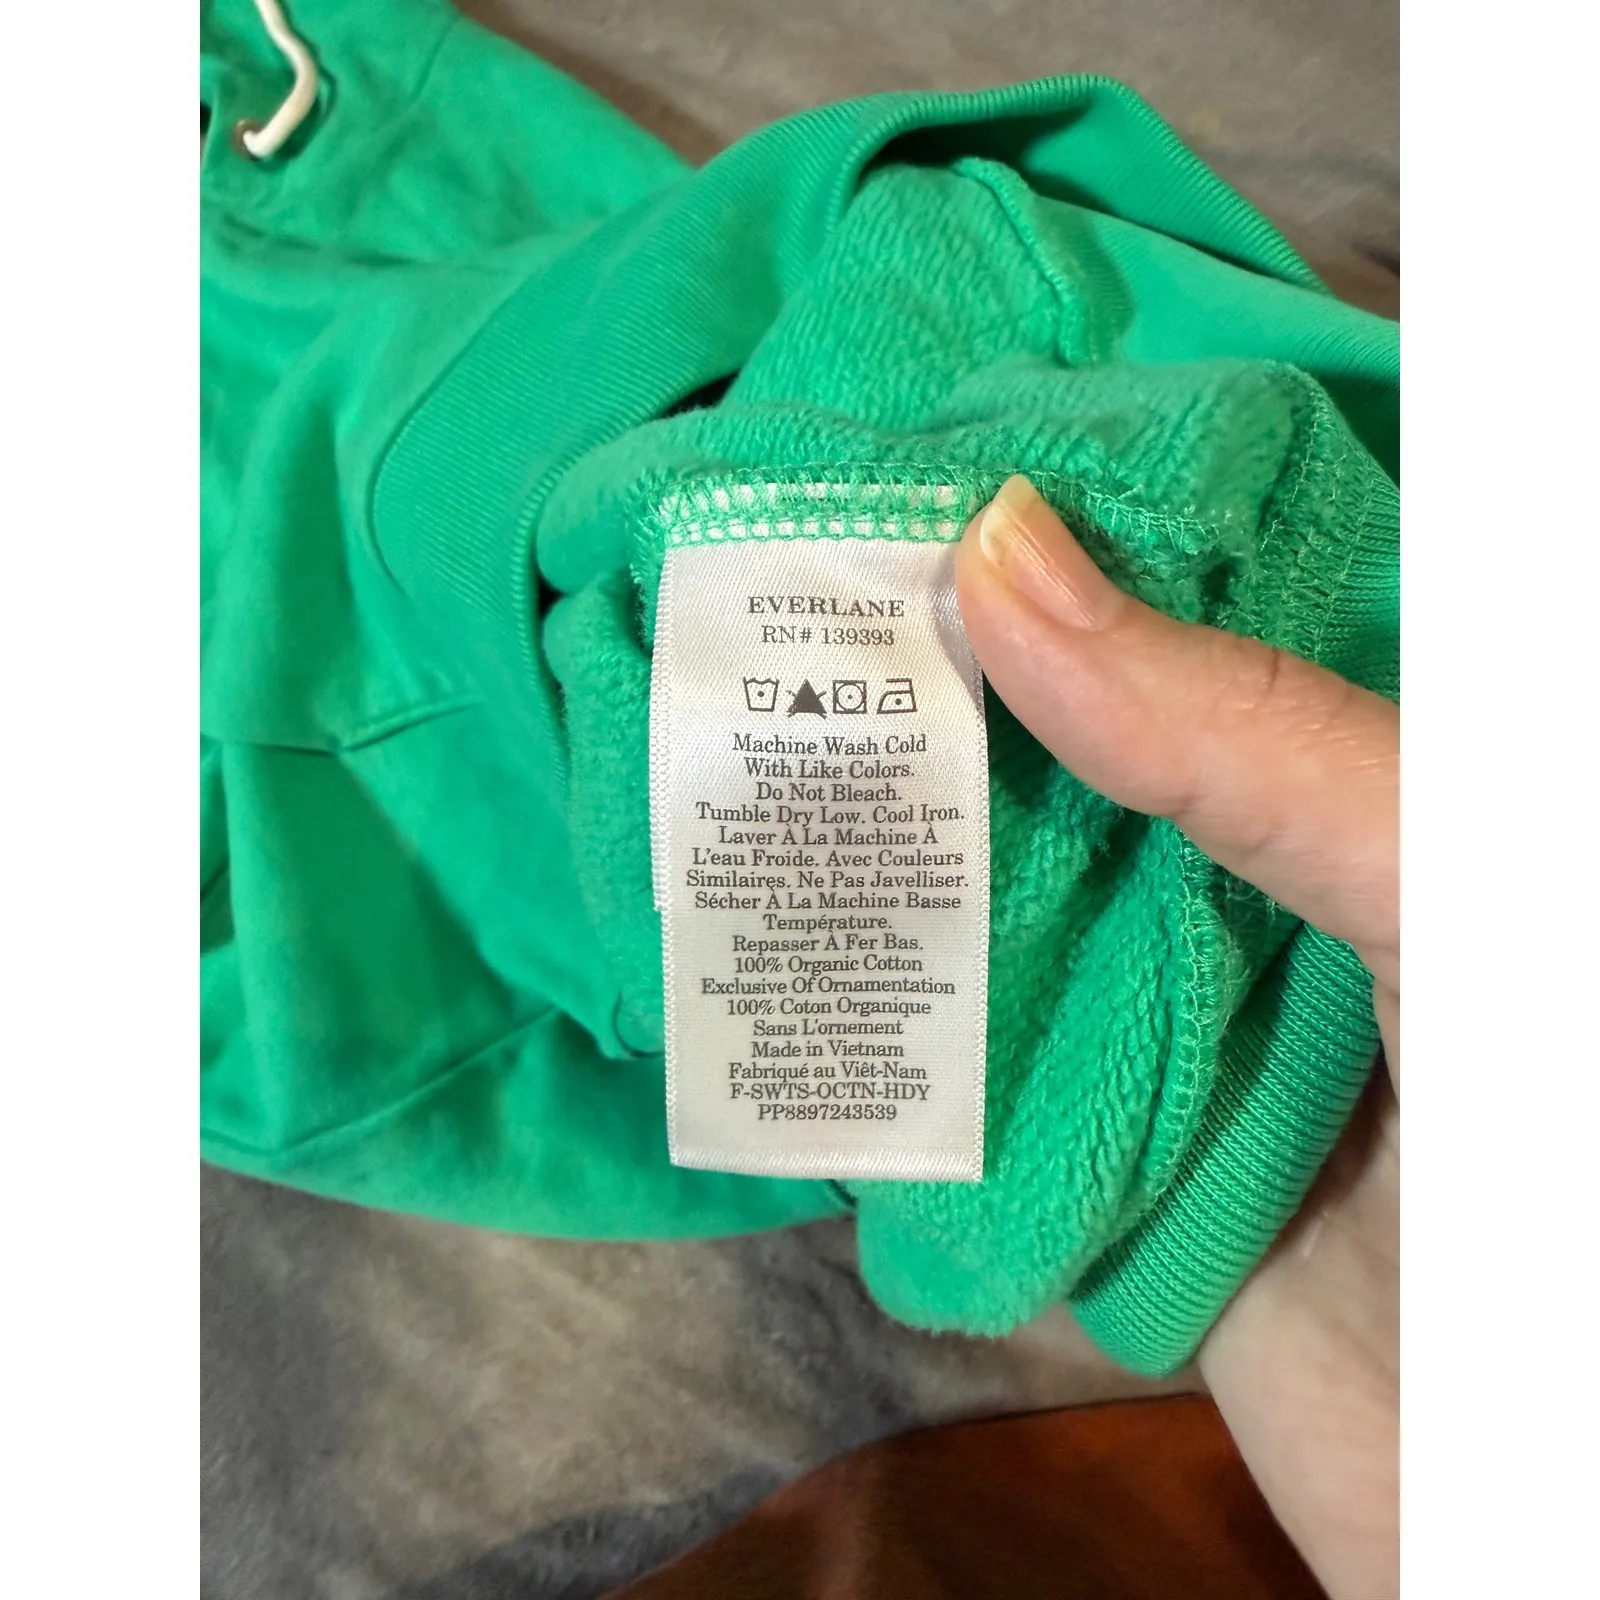 EVERLANE
RN# 139393
Machine Wash Cold
With Like Colors.
Do Not Bleach.
Tumble Dry Low. Cool Iron.
Laver À La Machine À
L'eau Froide. Avec Couleurs
Similaires. Ne Pas Javelliser.
Sécher À La Machine Basse
Température.
Repasser À Fer Bas.
100% Organic Cotton
Exclusive Of Ornamentation
100% Coton Organique
Sans L'ornement
Made in Vietnam
Fabriqué au Viêt-Nam
F-SWTS-OCTN-HDY
PP8897243539